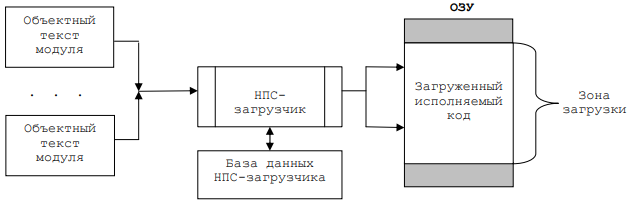 Объектный
текст
модуля
. . .
Объектный
текст
модуля
НПС-
загрузчик
База данных
НПС-загрузчика
ОЗУ
Загруженный
исполняемый
код
Зона
загрузки